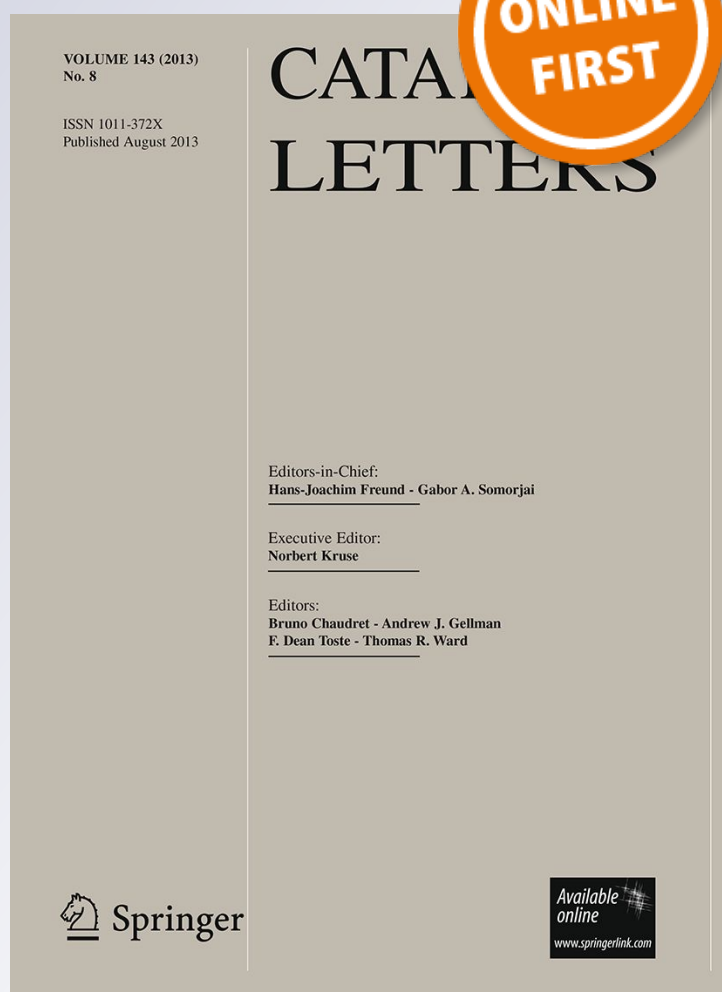 VOLUME 143 (2013)
No. 8
ISSN 1011-372X
Published August 2013
ONLINE
FIRST
LETTERS
Editors-in-Chief:
Hans-Joachim Freund - Gabor A. Somorjai
Executive Editor:
Norbert Kruse
Editors:
Bruno Chaudret - Andrew J. Gellman
F. Dean Toste - Thomas R. Ward
Springer
Available
online
www.springerlink.com